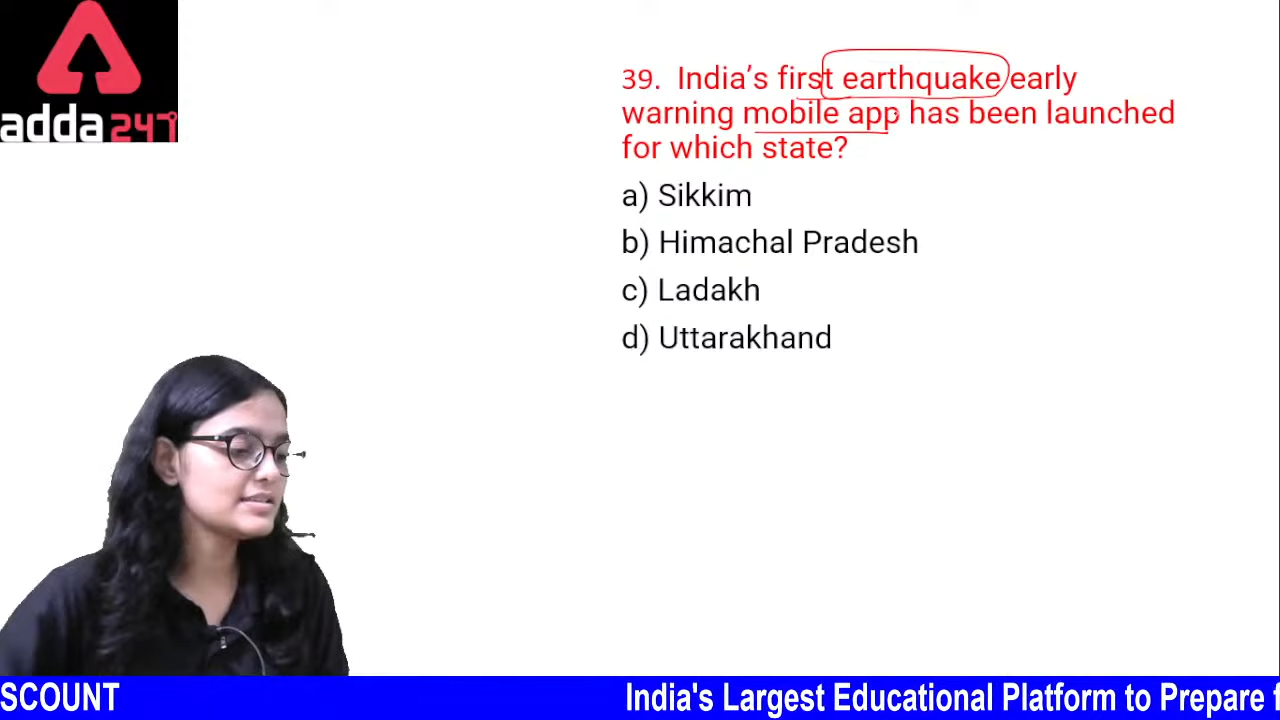 adda247
39. India's first earthquake early
warning mobile app has been launched
for which state?
a) Sikkim
b) Himachal Pradesh
c) Ladakh
d) Uttarakhand
SCOUNT India's Largest Educational Platform to Prepare f